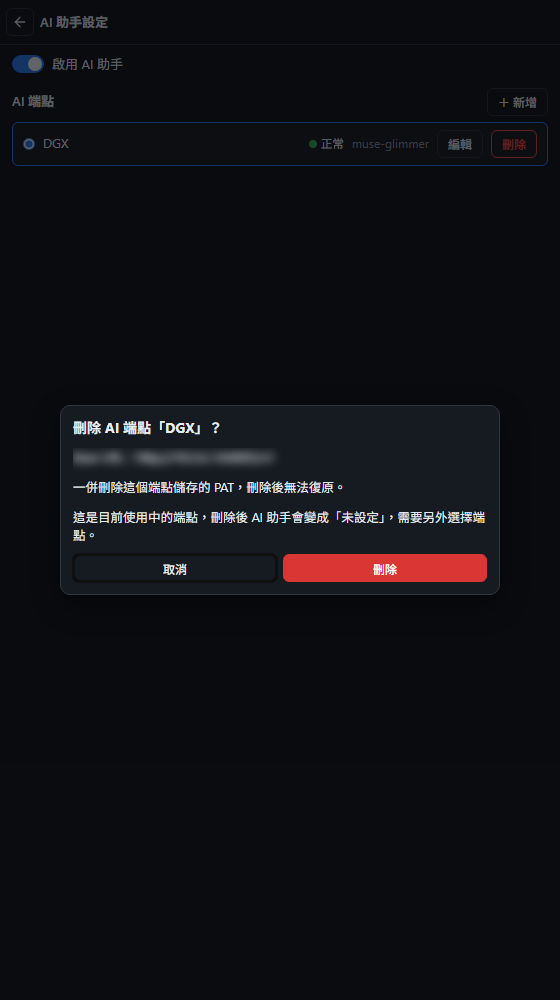 AI 助手設定
啟用 AI 助手
AI 端點
+ 新增
DGX
正常 muse-glimmer 編輯 刪除
刪除 AI 端點「DGX」？
一併刪除這個端點儲存的 PAT，刪除後無法復原。
這是目前使用中的端點，刪除後 AI 助手會變成「未設定」，需要另外選擇端
點。
取消
刪除